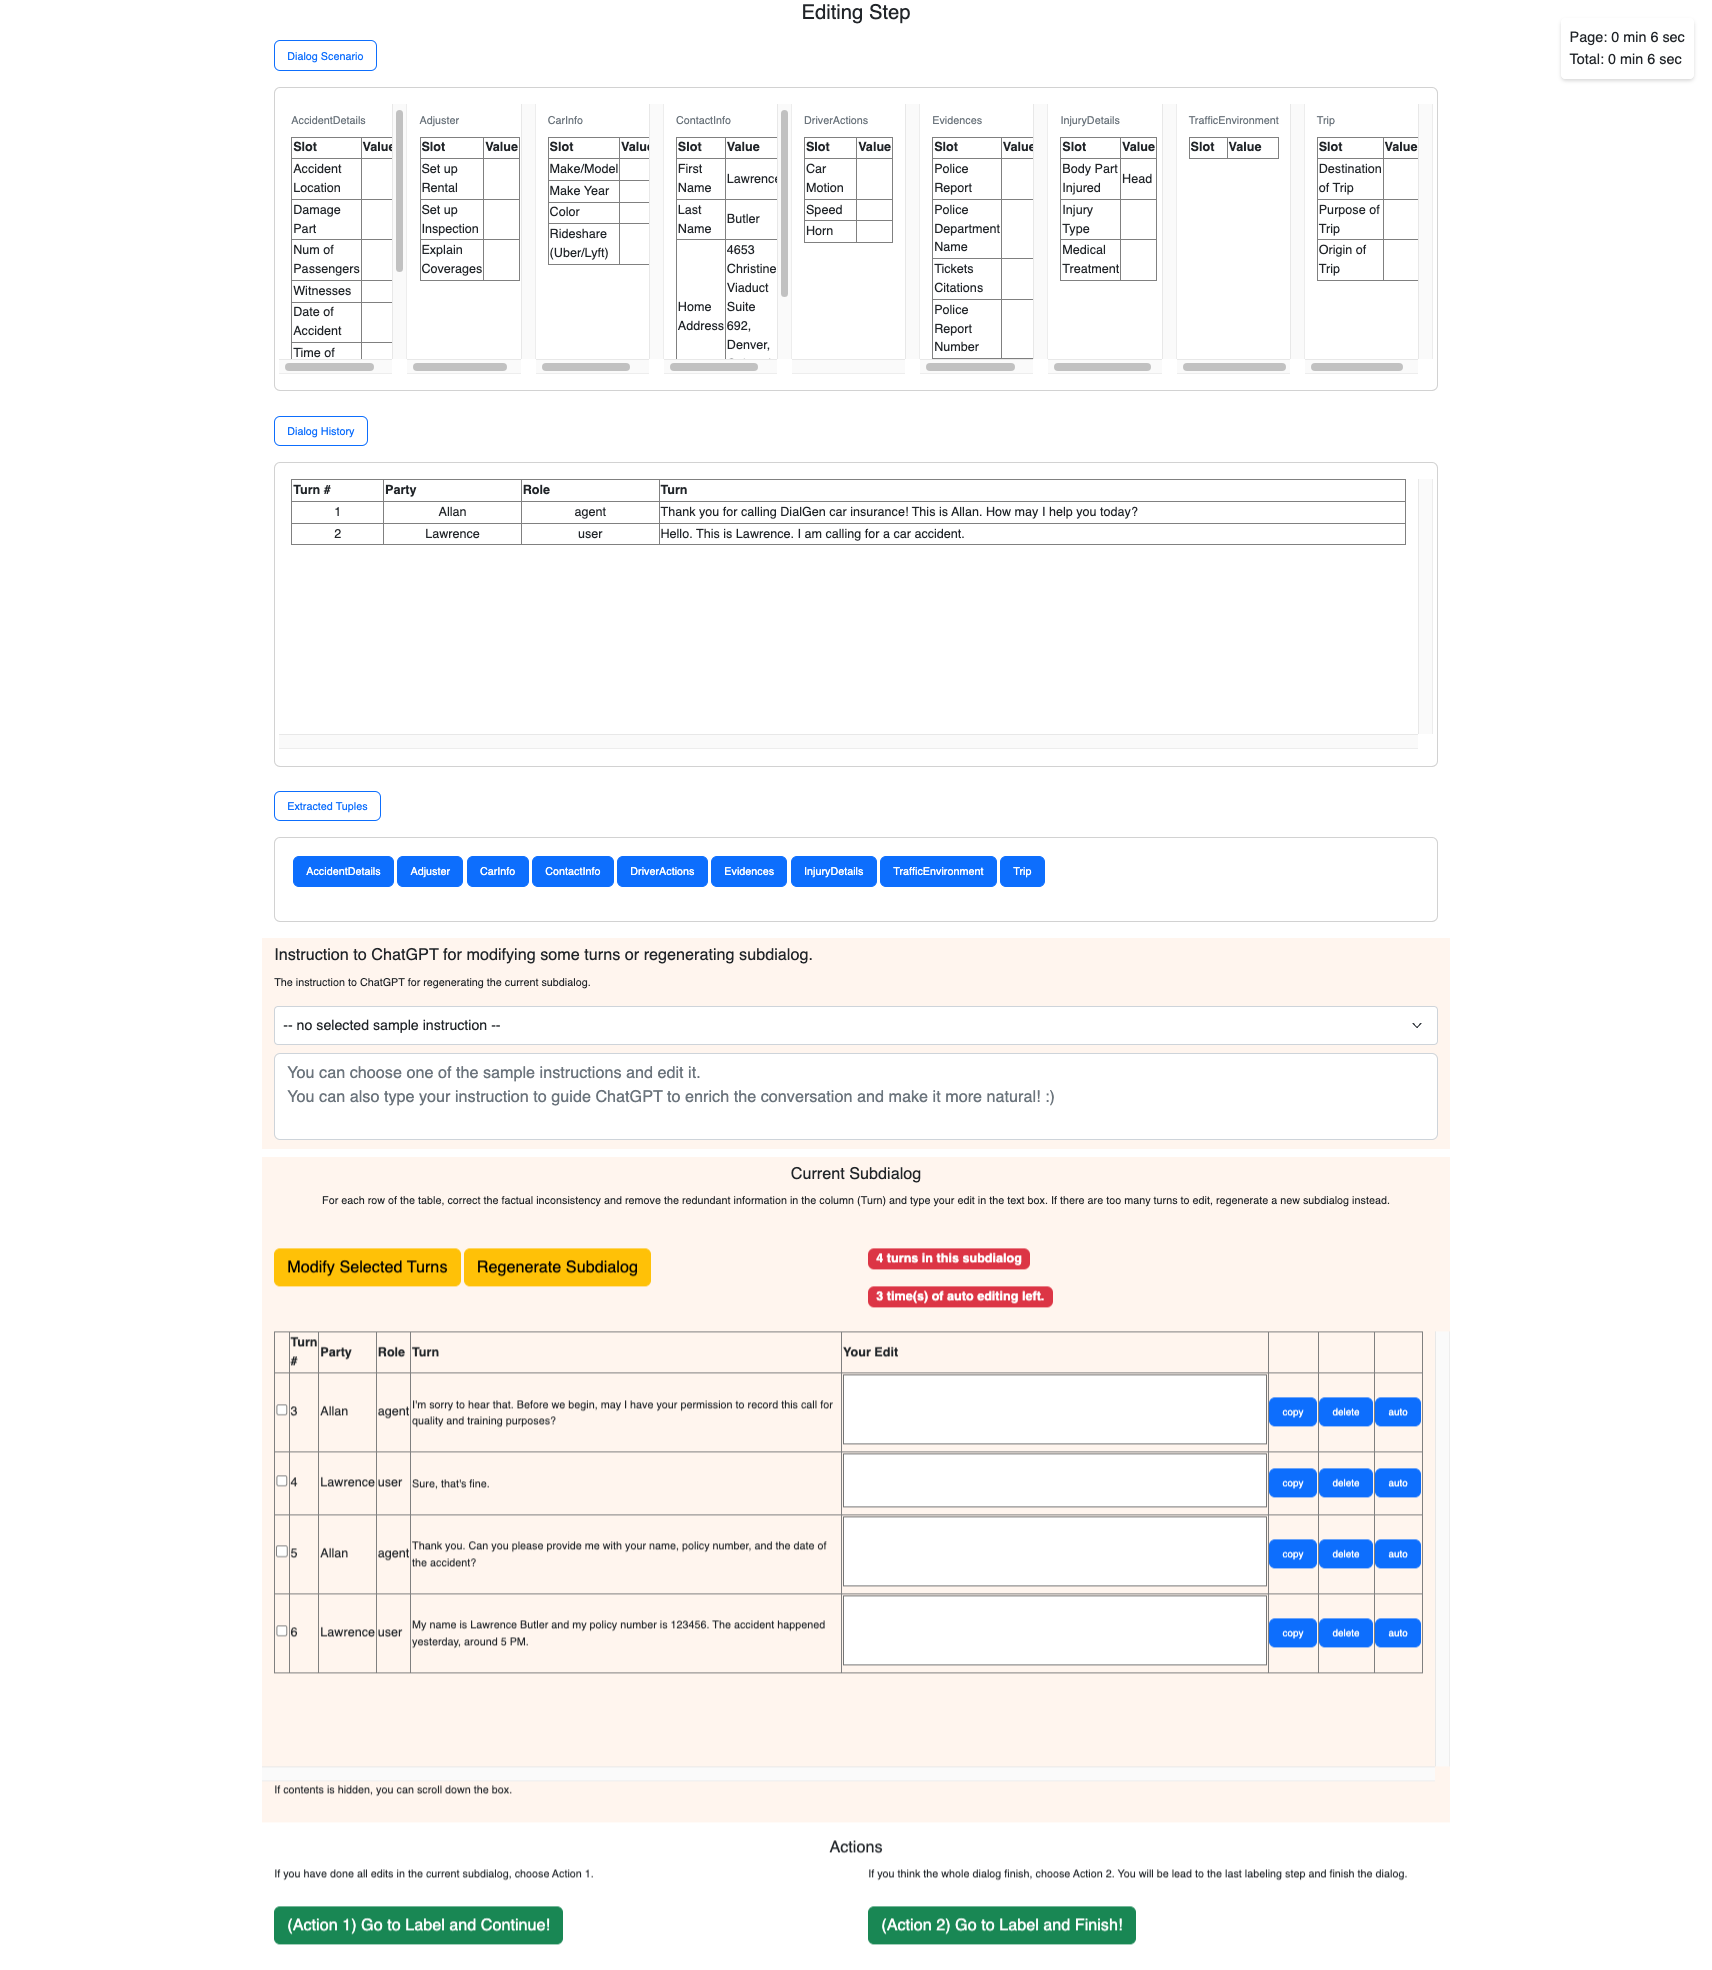 Editing Step
Page: 0 min 6 sec
Total: 0 min 6 sec
Dialog Scenario
AccidentDetails
Slot Value
Accident Location
Damage Part
Num of Passengers
Witnesses
Date of Accident
Time of
Adjuster
Slot Value
Set up Rental
Set up Inspection
Explain Coverages
CarInfo
Slot Valu
Make/Model
Make Year
Color
Rideshare (Uber/Lyft)
ContactInfo
Slot Value
First Name Lawrence
Last Name Butler
Home Address 4653 Christine Viaduct Suite 692, Denver,
DriverActions
Slot Value
Car Motion
Speed
Horn
Evidences
Slot Value
Police Report
Police Department Name
Tickets Citations
Police Report Number
InjuryDetails
Slot Value
Body Part Injured Head
Injury Type
Medical Treatment
TrafficEnvironment
Slot Value
Trip
Slot Value
Destination of Trip
Purpose of Trip
Origin of Trip
Dialog History
Turn # Party Role Turn
1 Allan agent Thank you for calling DialGen car insurance! This is Allan. How may I help you today?
2 Lawrence user Hello. This is Lawrence. I am calling for a car accident.
Extracted Tuples
AccidentDetails Adjuster CarInfo ContactInfo DriverActions Evidences InjuryDetails TrafficEnvironment Trip
Instruction to ChatGPT for modifying some turns or regenerating subdialog.
The instruction to ChatGPT for regenerating the current subdialog.
-- no selected sample instruction --
You can choose one of the sample instructions and edit it.
You can also type your instruction to guide ChatGPT to enrich the conversation and make it more natural! :)
Current Subdialog
For each row of the table, correct the factual inconsistency and remove the redundant information in the column (Turn) and type your edit in the text box. If there are too many turns to edit, regenerate a new subdialog instead.
Modify Selected Turns Regenerate Subdialog
4 turns in this subdialog
3 time(s) of auto editing left.
Turn # Party Role Turn Your Edit
3 Allan agent I'm sorry to hear that. Before we begin, may I have your permission to record this call for
quality and training purposes?
copy delete auto
4 Lawrence user Sure, that's fine.
copy delete auto
5 Allan agent Thank you. Can you please provide me with your name, policy number, and the date of
the accident?
copy delete auto
6 Lawrence user My name is Lawrence Butler and my policy number is 123456. The accident happened
yesterday, around 5 PM.
copy delete auto
If contents is hidden, you can scroll down the box.
Actions
If you have done all edits in the current subdialog, choose Action 1.
(Action 1) Go to Label and Continue!
If you think the whole dialog finish, choose Action 2. You will be lead to the last labeling step and finish the dialog.
(Action 2) Go to Label and Finish!